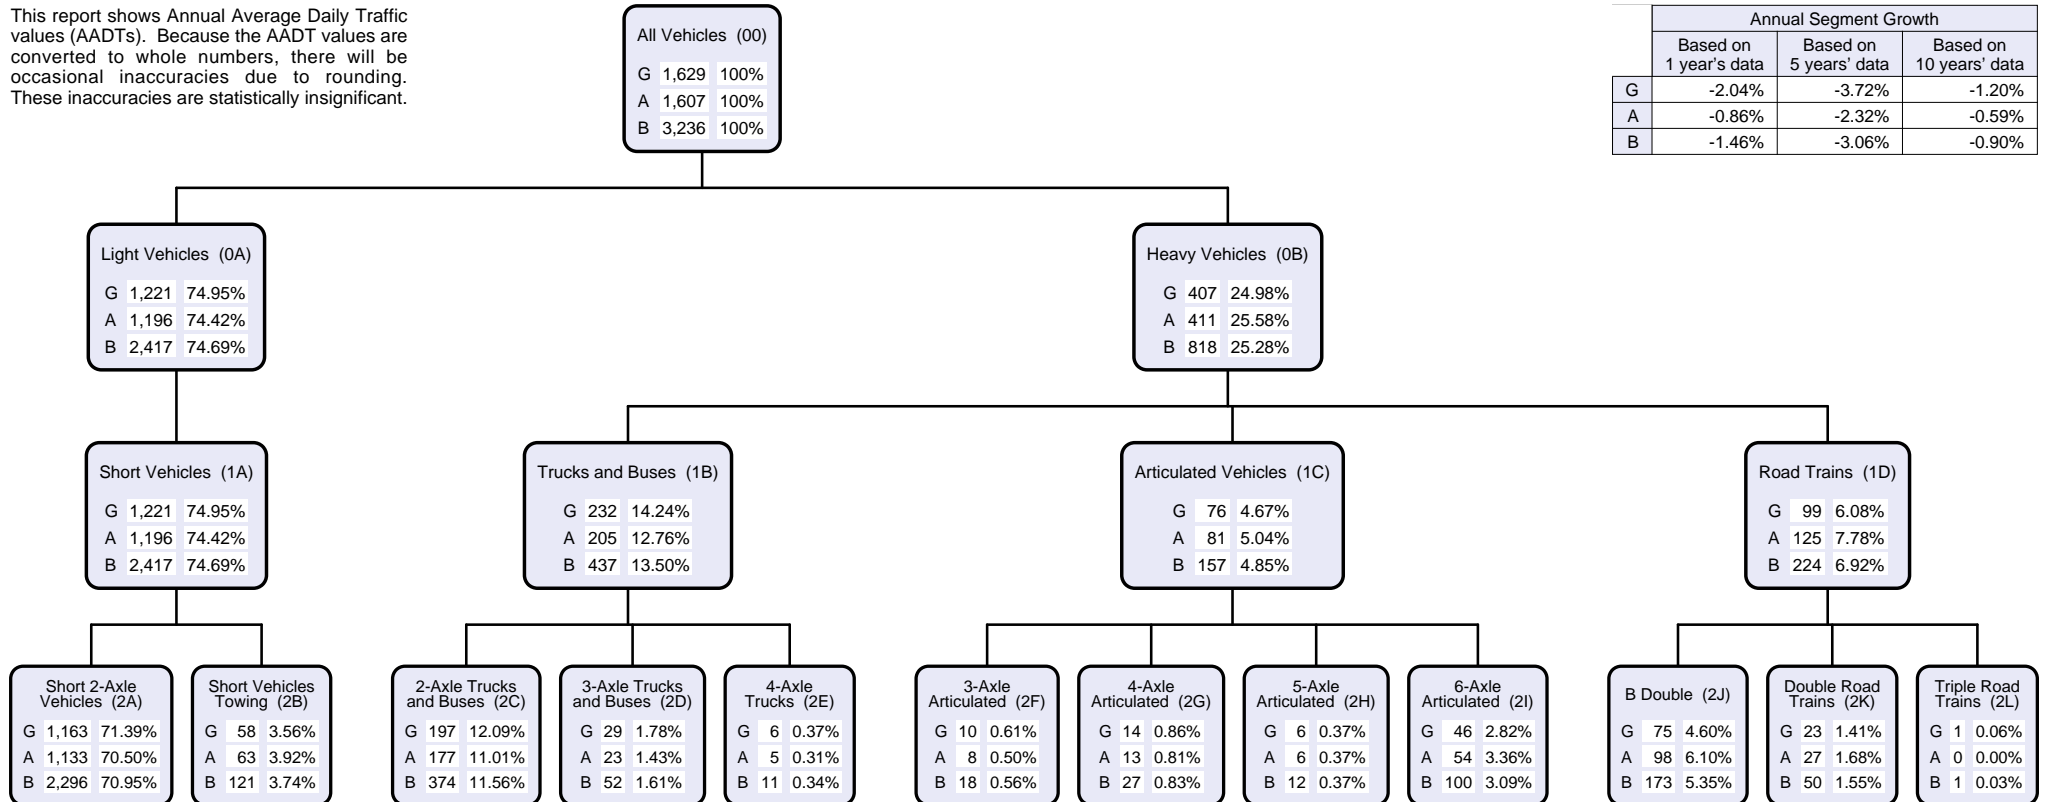 This report shows Annual Average Daily Traffic
values (AADTs). Because the AADT values are
converted to whole numbers, there will be
occasional inaccuracies due to rounding.
These inaccuracies are statistically insignificant.
All Vehicles (00)
G 1,629 100%
A 1,607 100%
B 3,236 100%
Annual Segment Growth
Based on 1 year's data Based on 5 years' data Based on 10 years' data
G -2.04% -3.72% -1.20%
A -0.86% -2.32% -0.59%
B -1.46% -3.06% -0.90%
Light Vehicles (0A)
G 1,221 74.95%
A 1,196 74.42%
B 2,417 74.69%
Heavy Vehicles (0B)
G 407 24.98%
A 411 25.58%
B 818 25.28%
Short Vehicles (1A)
G 1,221 74.95%
A 1,196 74.42%
B 2,417 74.69%
Trucks and Buses (1B)
G 232 14.24%
A 205 12.76%
B 437 13.50%
Articulated Vehicles (1C)
G 76 4.67%
A 81 5.04%
B 157 4.85%
Road Trains (1D)
G 99 6.08%
A 125 7.78%
B 224 6.92%
Short 2-Axle
Vehicles (2A)
G 1,163 71.39%
A 1,133 70.50%
B 2,296 70.95%
Short Vehicles
Towing (2B)
G 58 3.56%
A 63 3.92%
B 121 3.74%
2-Axle Trucks
and Buses (2C)
G 197 12.09%
A 177 11.01%
B 374 11.56%
3-Axle Trucks
and Buses (2D)
G 29 1.78%
A 23 1.43%
B 52 1.61%
4-Axle
Trucks (2E)
G 6 0.37%
A 5 0.31%
B 11 0.34%
3-Axle
Articulated (2F)
G 10 0.61%
A 8 0.50%
B 18 0.56%
4-Axle
Articulated (2G)
G 14 0.86%
A 13 0.81%
B 27 0.83%
5-Axle
Articulated (2H)
G 6 0.37%
A 6 0.37%
B 12 0.37%
6-Axle
Articulated (2I)
G 46 2.82%
A 54 3.36%
B 100 3.09%
B Double (2J)
G 75 4.60%
A 98 6.10%
B 173 5.35%
Double Road
Trains (2K)
G 23 1.41%
A 27 1.68%
B 50 1.55%
Triple Road
Trains (2L)
G 1 0.06%
A 0 0.00%
B 1 0.03%